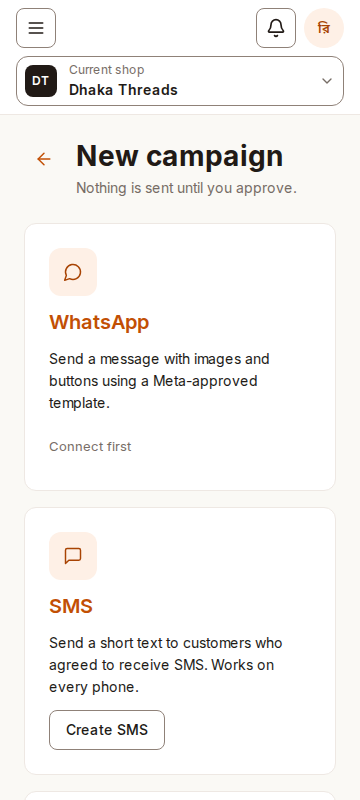 রি
DT
Current shop
Dhaka Threads
New campaign
Nothing is sent until you approve.
WhatsApp
Send a message with images and
buttons using a Meta-approved
template.
Connect first
SMS
Send a short text to customers who
agreed to receive SMS. Works on
every phone.
Create SMS